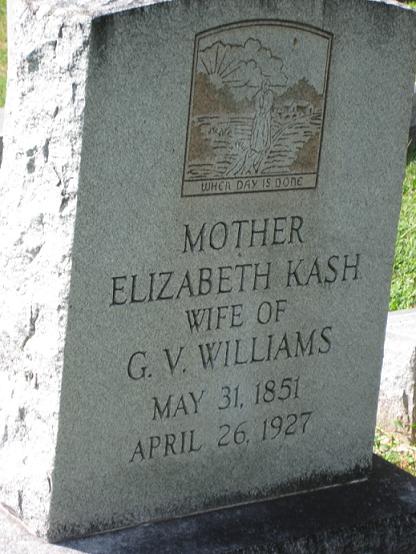 WHEN DAY IS DONE
MOTHER
ELIZABETH KASH
WIFE OF
G. V. WILLIAMS
MAY 31, 1851
APRIL 26, 1927